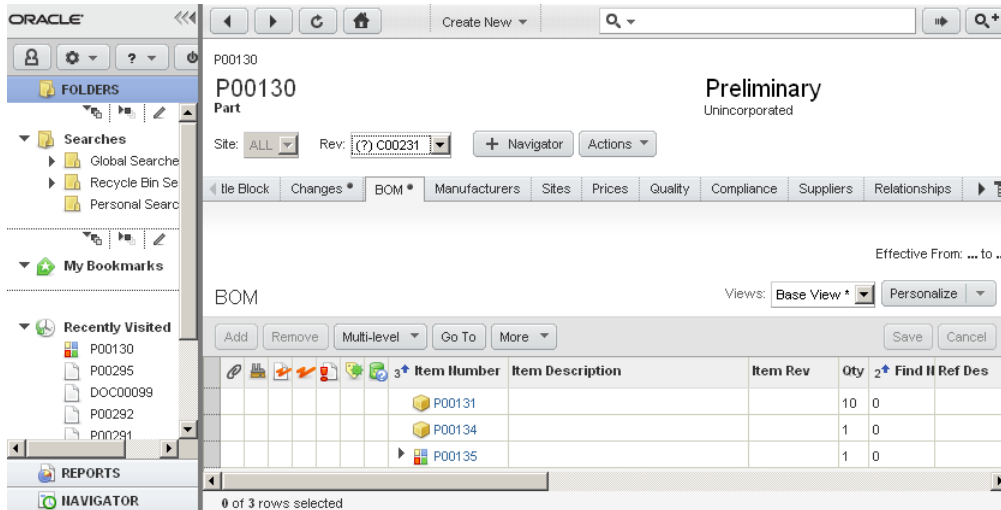 ORACLE
Create New
P00130
P00130
Part
Preliminary
Unincorporated
Site: ALL Rev: (?) C00231 + Navigator Actions
tle Block Changes BOM Manufacturers Sites Prices Quality Compliance Suppliers Relationships
Effective From: ... to ..
BOM
Views: Base View * Personalize
Add Remove Multi-level Go To More Save Cancel
3 Item Number Item Description Item Rev Qty 2 Find Ref Des
P00131 10 0
P00134 1 0
P00135 1 0
0 of 3 rows selected
?
FOLDERS
Searches
Global Searche
Recycle Bin Se
Personal Searc
My Bookmarks
Recently Visited
P00130
P00295
DOC00099
P00292
P00291
REPORTS
NAVIGATOR